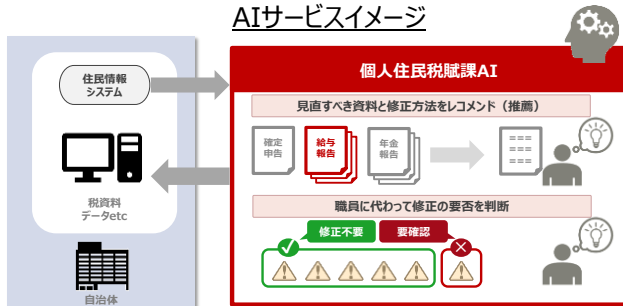 AIサービスイメージ
住民情報
システム
税資料
データetc
自治体
個人住民税賦課AI
見直すべき資料と修正方法をレコメンド（推薦）
確定
申告
給与
報告
年金
報告
職員に代わって修正の要否を判断
修正不要
要確認